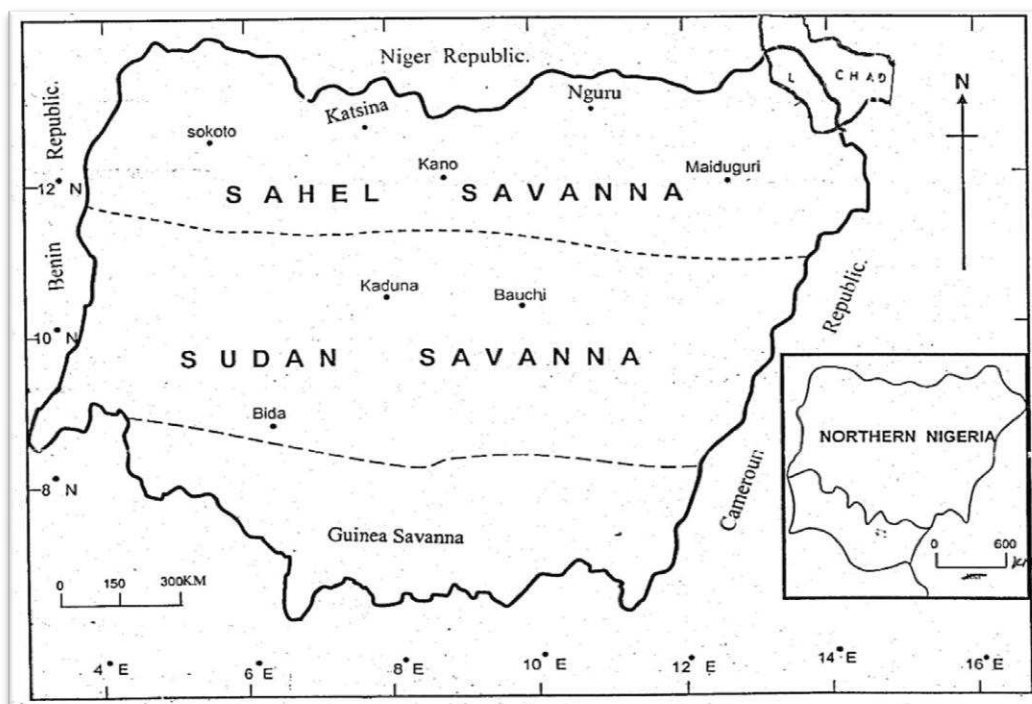 Niger Republic.
L CHAD
N
Nguru
Katsina
sokoto
Benin Republic.
12 N
Kano
Maiduguri
SAHEL SAVANNA
Kaduna
Bauchi
Republic.
10 N
SUDAN SAVANNA
Bida
NORTHERN NIGERIA
8 N
Cameroun
Guinea Savanna
0 600
0 150 300KM
4 °E 6 °E 8 °E 10 °E 12 °E 14 °E 16 °E